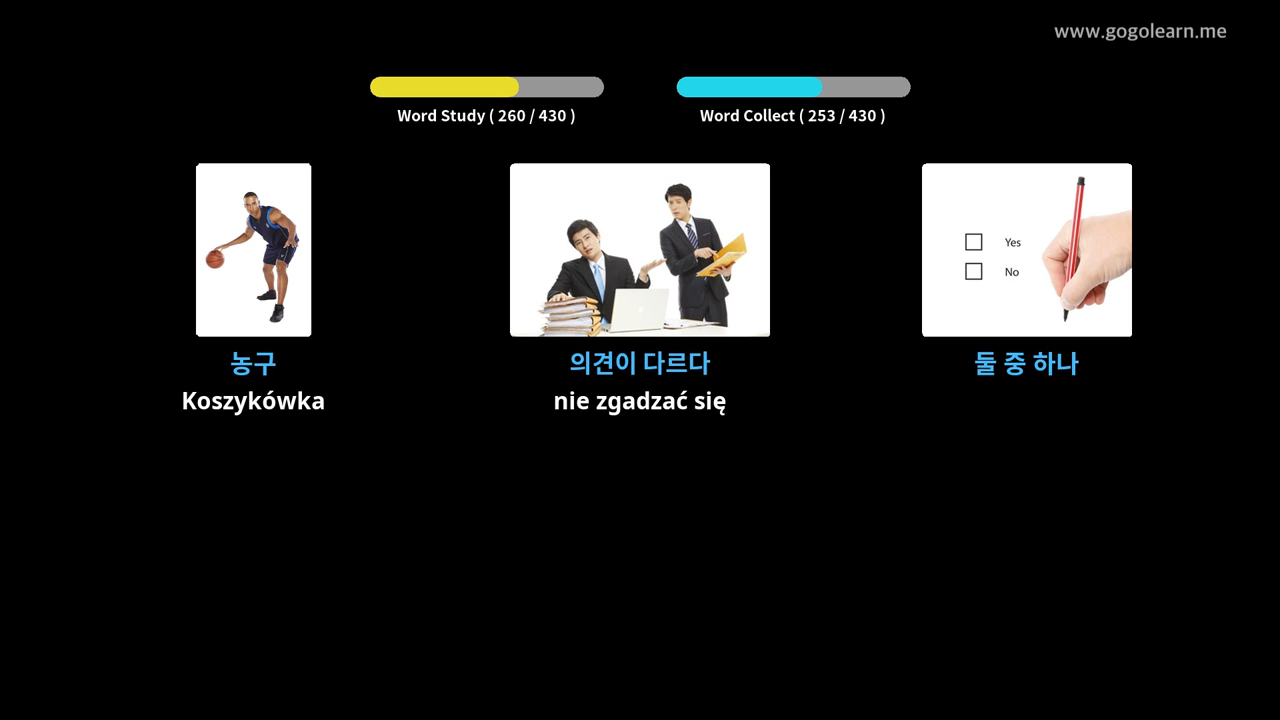 www.gogolearn.me
Word Study ( 260 / 430 )
Word Collect ( 253 / 430 )
Yes
No
농구
의견이 다르다
둘 중 하나
Koszykówka
nie zgadzać się